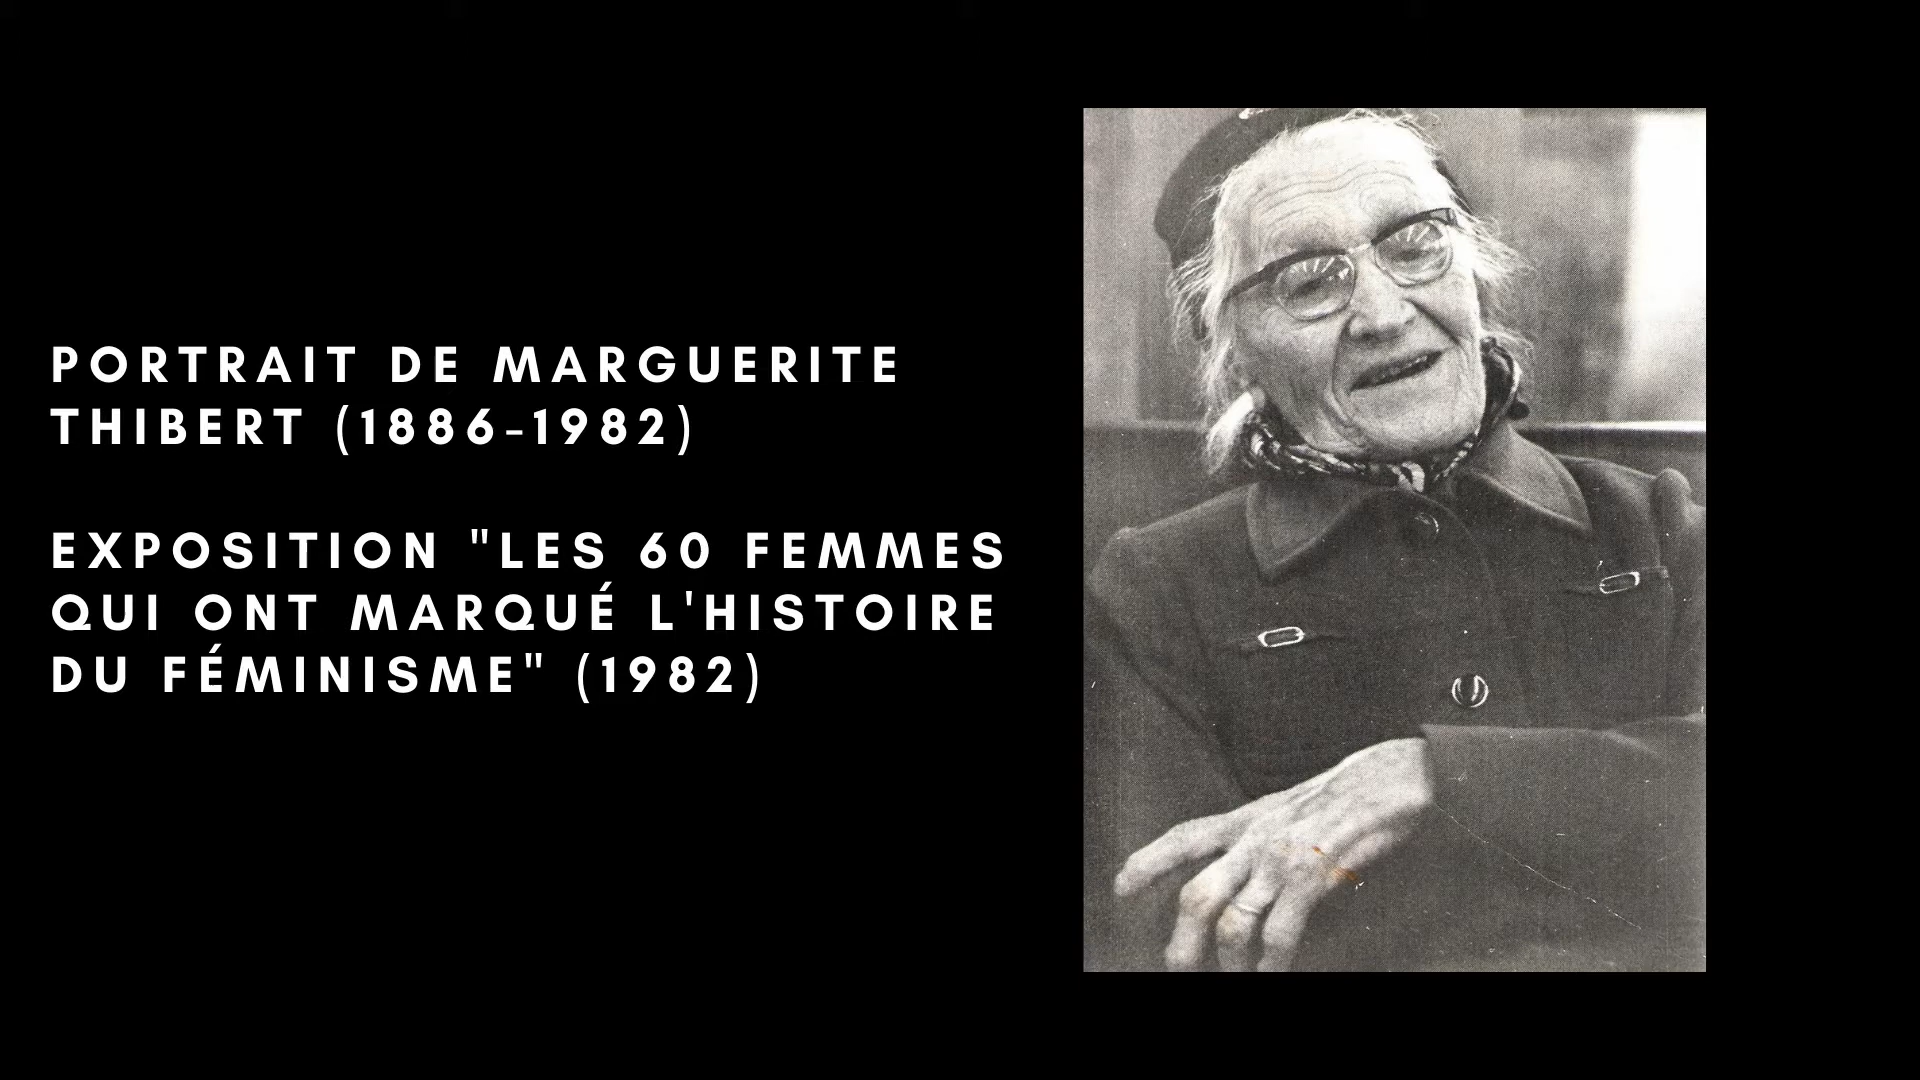 PORTRAIT DE MARGUERITE
THIBERT (1886-1982)
EXPOSITION "LES 60 FEMMES
QUI ONT MARQUÉ L'HISTOIRE
DU FÉMINISME" (1982)